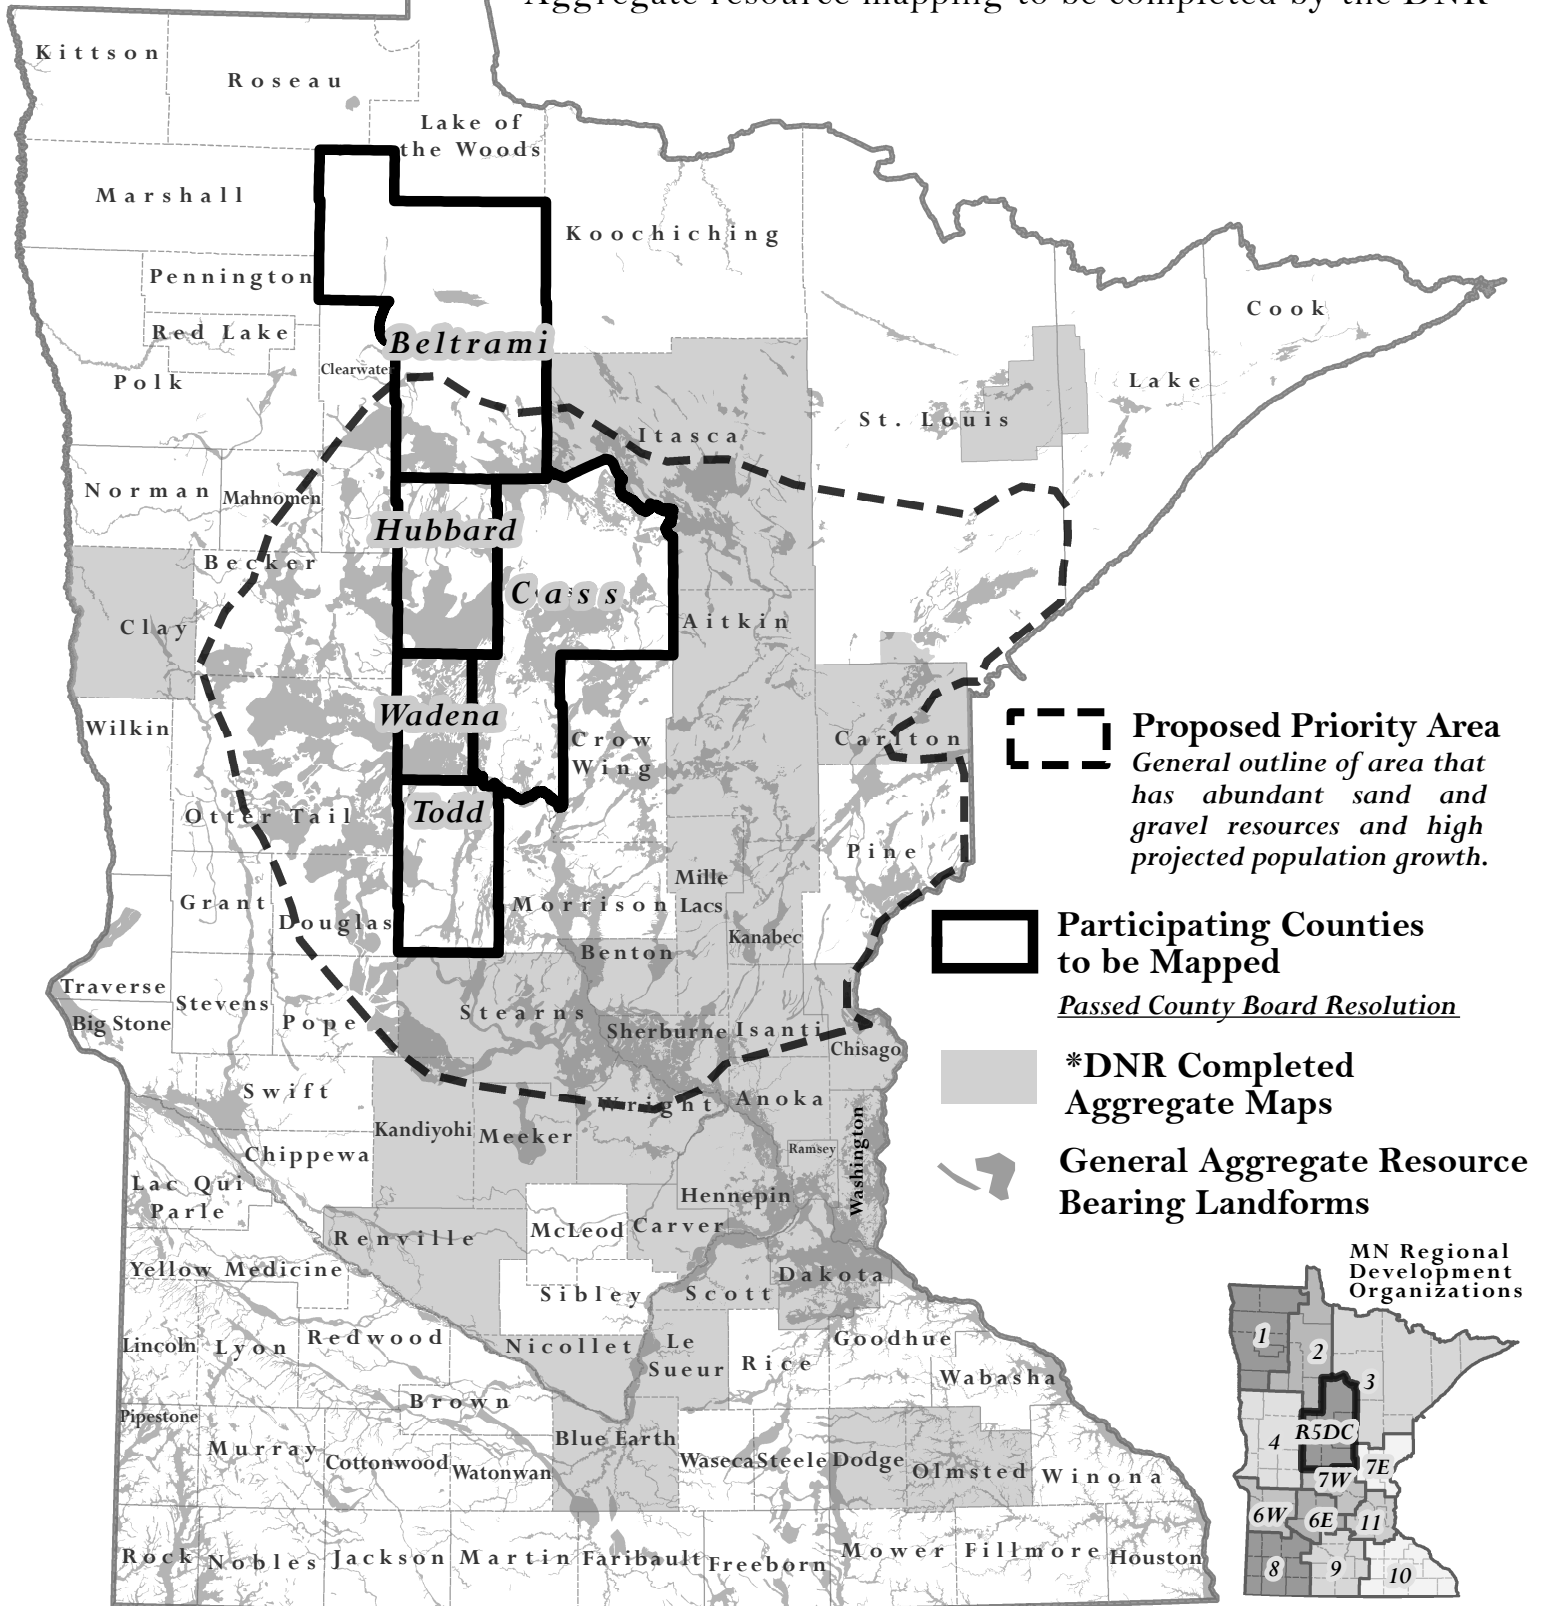 Aggregate resource mapping to be completed by the DNR
Kittson
Roseau
Lake of
the Woods
Marshall
Koochiching
Pennington
Cook
Red Lake
Beltrami
Clearwater
Polk
Lake
St. Louis
Itasca
Norman
Mahnomen
Hubbard
Becker
Cass
Clay
Aitkin
Wadena
Wilkin
Crow
Wing
Carlton
Todd
Otter Tail
Pine
Mille
Lacs
Grant
Douglas
Morrison
Kanabec
Benton
Traverse
Stevens
Big Stone
Pope
Stearns
Sherburne
Isanti
Chisago
Swift
Wright
Anoka
Kandiyohi
Meeker
Washington
Ramsey
Chippewa
Lac Qui
Parle
Hennepin
McLeod
Carver
Renville
Yellow Medicine
Dakota
Sibley
Scott
Lincoln
Lyon
Redwood
Nicollet
Le
Sueur
Rice
Goodhue
Wabasha
Brown
Pipestone
Murray
Cottonwood
Watonwan
Blue Earth
Waseca
Steele
Dodge
Olmsted
Winona
Rock
Nobles
Jackson
Martin
Faribault
Freeborn
Mower
Fillmore
Houston
Proposed Priority Area
General outline of area that
has abundant sand and
gravel resources and high
projected population growth.
Participating Counties
to be Mapped
Passed County Board Resolution
*DNR Completed
Aggregate Maps
General Aggregate Resource
Bearing Landforms
MN Regional
Development
Organizations
1
2
3
4
R5DC
7E
7W
6W
6E
11
8
9
10